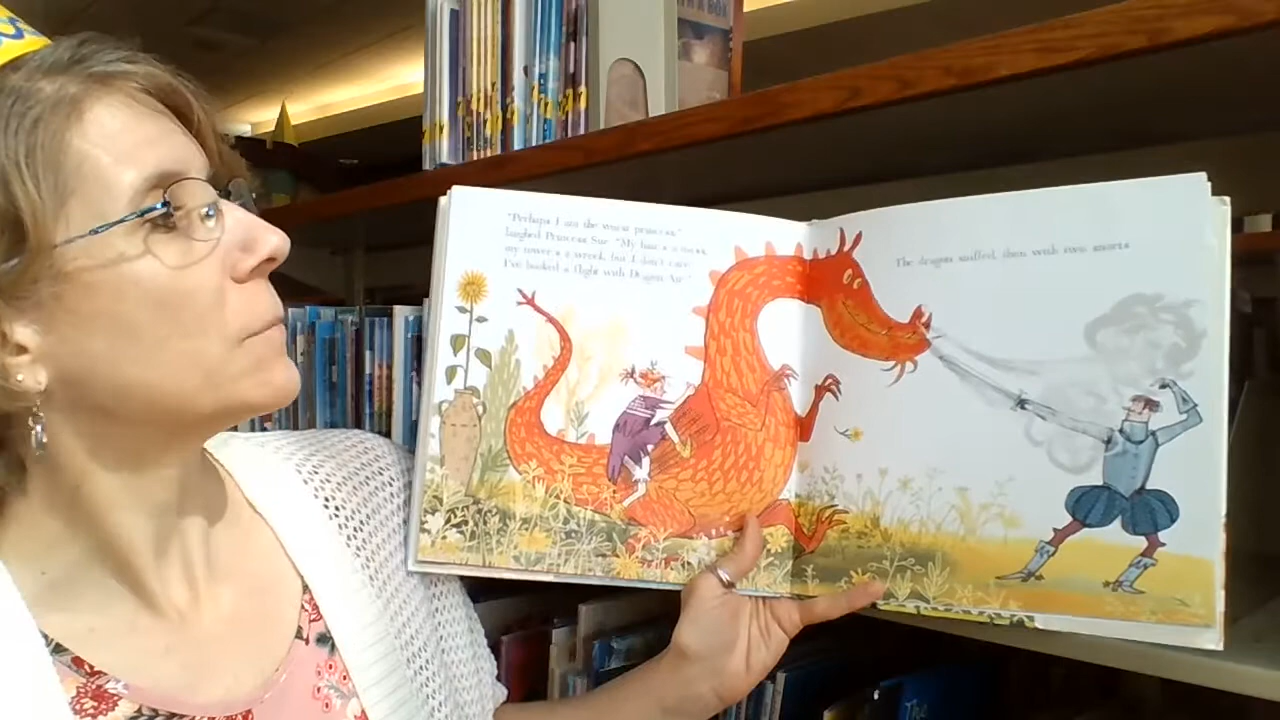 "Perhaps I am the worst princess,"
laughed Princess Sue. "My hair's a mess,
my tower's a wreck, but I don't care.
I've booked a flight with Dragon Air."
The dragon sniffed, then with two snorts
The